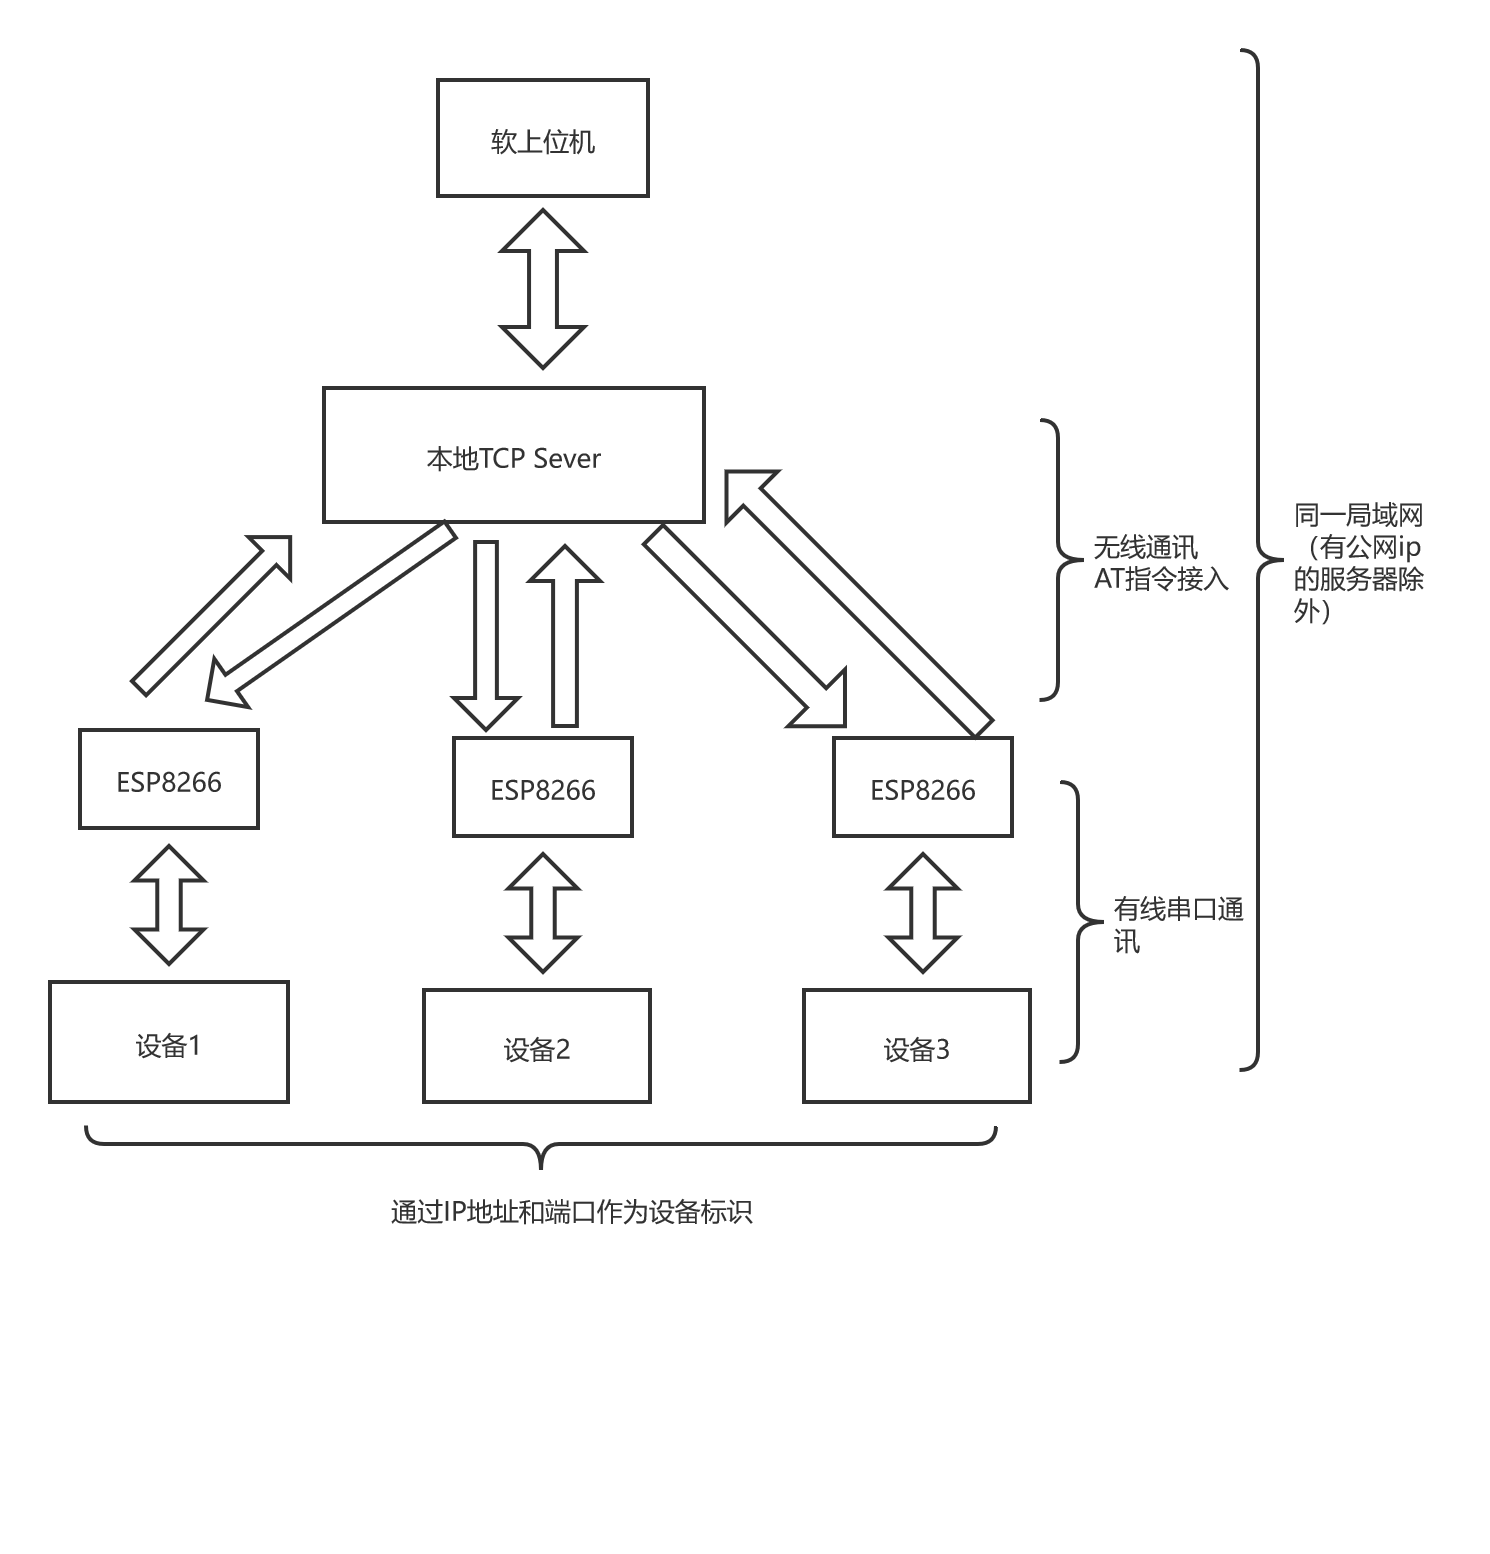 软上位机
本地TCP Sever
无线通讯
AT指令接入
同一局域网
（有公网ip
的服务器除
外）
ESP8266
ESP8266
ESP8266
有线串口通
讯
设备1
设备2
设备3
通过IP地址和端口作为设备标识